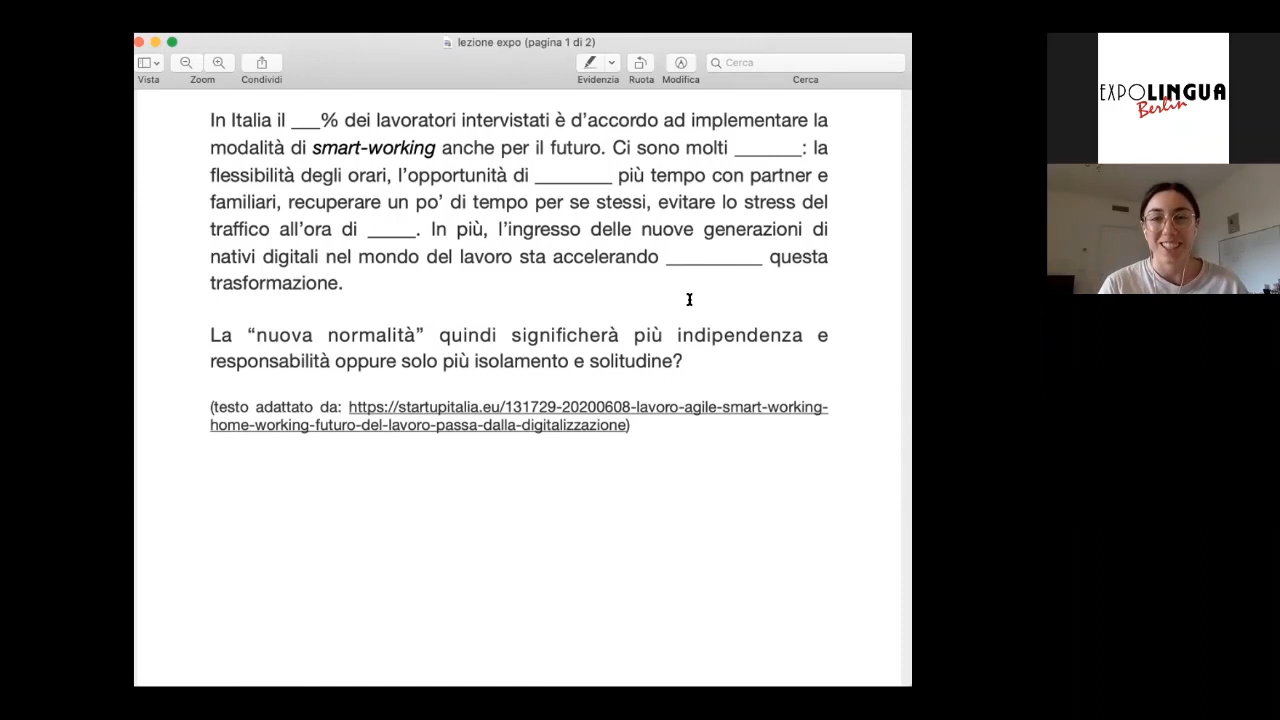 lezione expo (pagina 1 di 2)
Cerca
Vista
Zoom
Condividi
Evidenzia
Ruota
Modifica
Cerca
In Italia il ___% dei lavoratori intervistati è d’accordo ad implementare la
modalità di smart-working anche per il futuro. Ci sono molti _______: la
flessibilità degli orari, l’opportunità di ________ più tempo con partner e
familiari, recuperare un po’ di tempo per se stessi, evitare lo stress del
traffico all’ora di _____. In più, l’ingresso delle nuove generazioni di
nativi digitali nel mondo del lavoro sta accelerando __________ questa
trasformazione.
La “nuova normalità” quindi significherà più indipendenza e
responsabilità oppure solo più isolamento e solitudine?
(testo adattato da: https://startupitalia.eu/131729-20200608-lavoro-agile-smart-working-
home-working-futuro-del-lavoro-passa-dalla-digitalizzazione)
EXPOLINGUA
Berlin